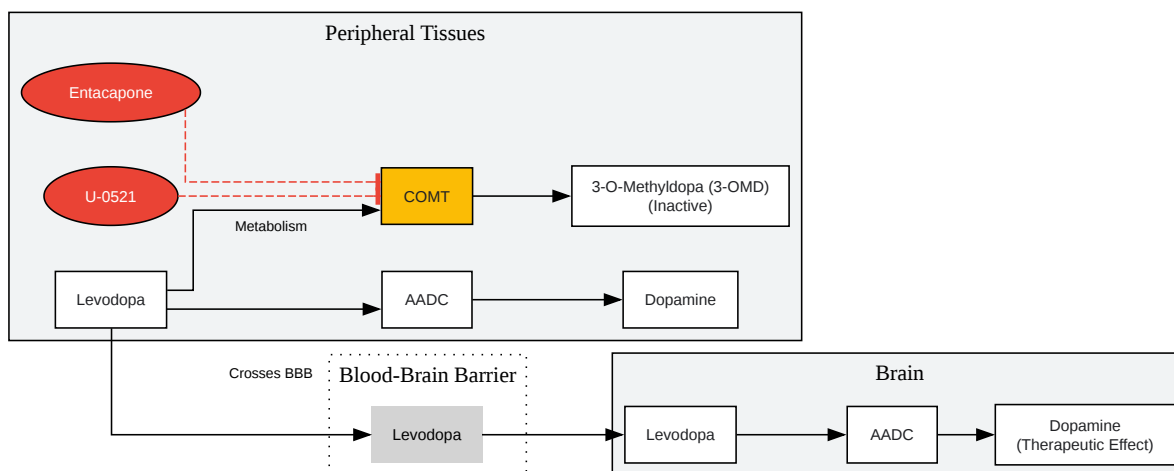 Peripheral Tissues
Entacapone
U-0521
COMT
3-O-Methyldopa (3-OMD)
(Inactive)
Metabolism
Levodopa
AADC
Dopamine
Crosses BBB
Blood-Brain Barrier
Levodopa
Brain
Levodopa
AADC
Dopamine
(Therapeutic Effect)